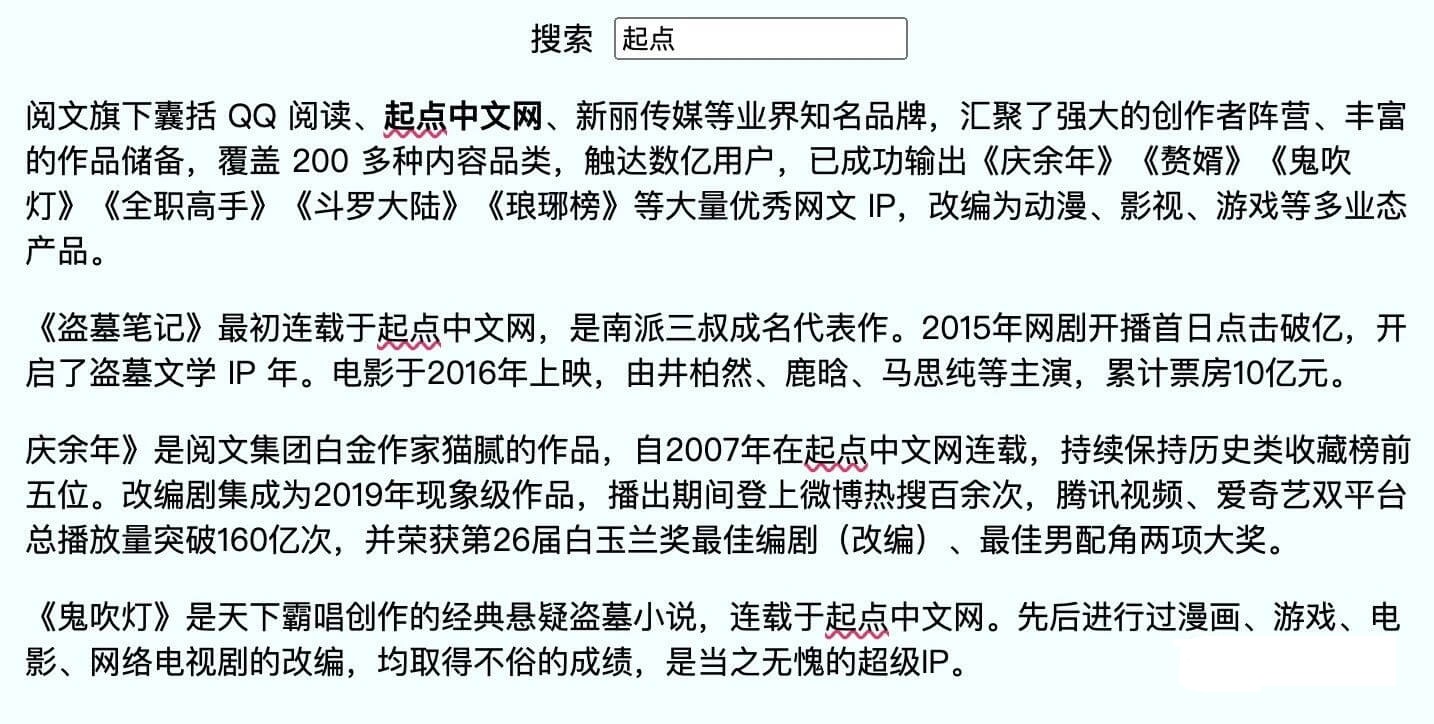 搜索 起点
阅文旗下囊括 QQ 阅读、起点中文网、新丽传媒等业界知名品牌，汇聚了强大的创作者阵营、丰富
的作品储备，覆盖 200 多种内容品类，触达数亿用户，已成功输出《庆余年》《赘婿》《鬼吹
灯》《全职高手》《斗罗大陆》《琅琊榜》等大量优秀网文 IP，改编为动漫、影视、游戏等多业态
产品。
《盗墓笔记》最初连载于起点中文网，是南派三叔成名代表作。2015年网剧开播首日点击破亿，开
启了盗墓文学 IP 年。电影于2016年上映，由井柏然、鹿晗、马思纯等主演，累计票房10亿元。
庆余年》是阅文集团白金作家猫腻的作品，自2007年在起点中文网连载，持续保持历史类收藏榜前
五位。改编剧集成为2019年现象级作品，播出期间登上微博热搜百余次，腾讯视频、爱奇艺双平台
总播放量突破160亿次，并荣获第26届白玉兰奖最佳编剧（改编）、最佳男配角两项大奖。
《鬼吹灯》是天下霸唱创作的经典悬疑盗墓小说，连载于起点中文网。先后进行过漫画、游戏、电
影、网络电视剧的改编，均取得不俗的成绩，是当之无愧的超级IP。